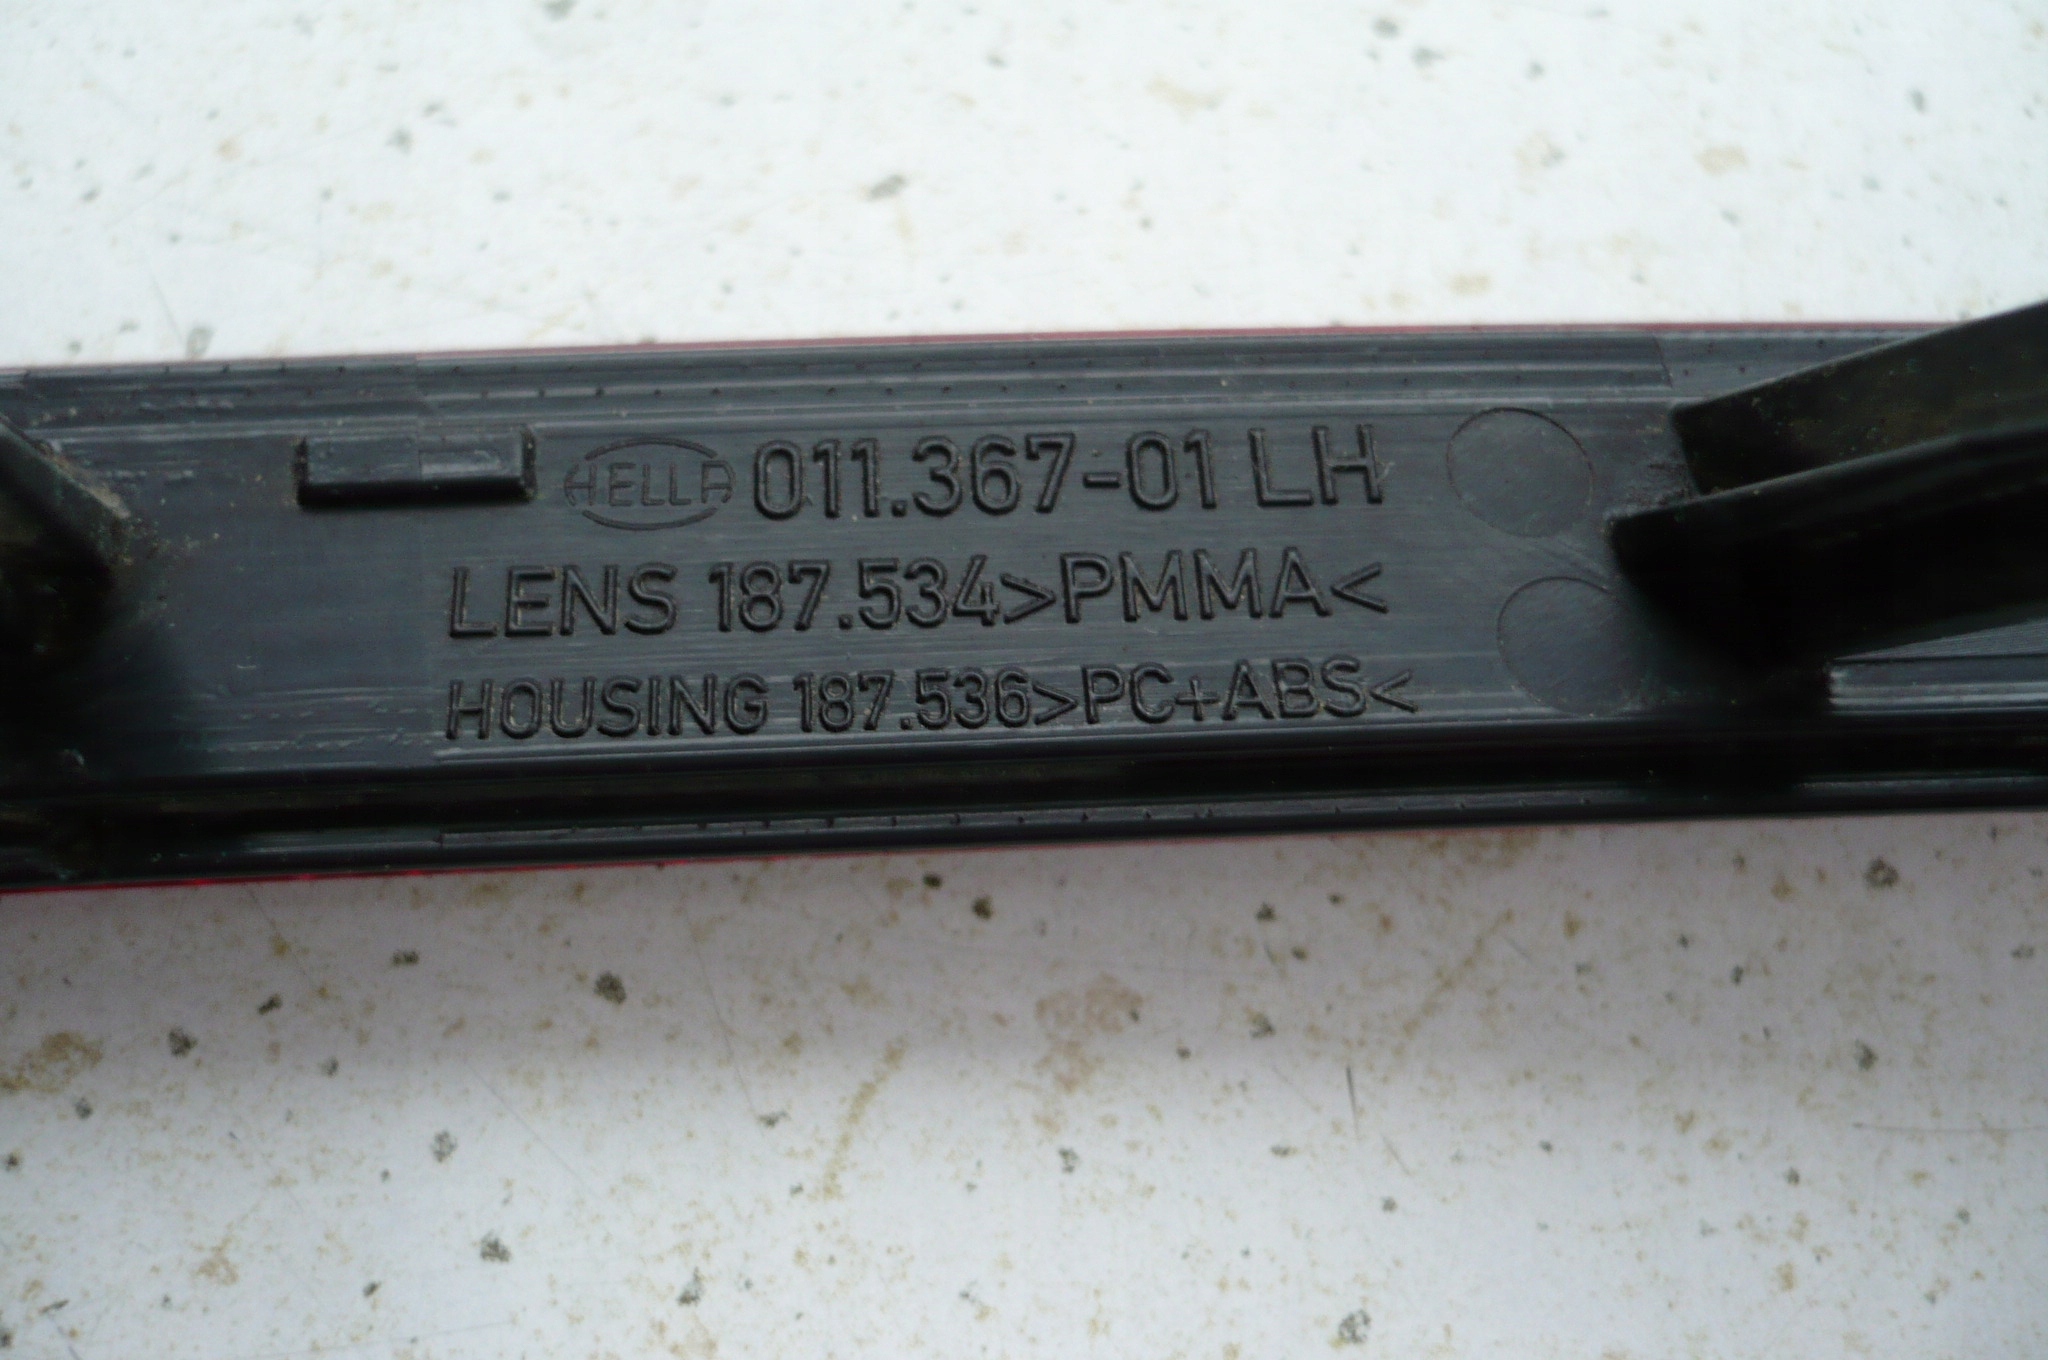 HELLA 011.367-01 LH
LENS 187.534>PMMA<
HOUSING 187.536>PC+ABS<